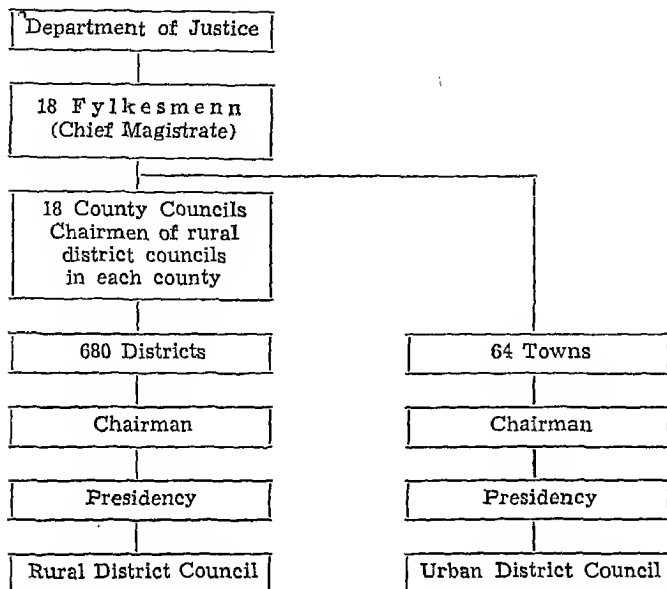 Department of Justice
18 Fylkesmenn
(Chief Magistrate)
18 County Councils
Chairmen of rural
district councils
in each county
680 Districts
64 Towns
Chairman
Chairman
Presidency
Presidency
Rural District Council
Urban District Council